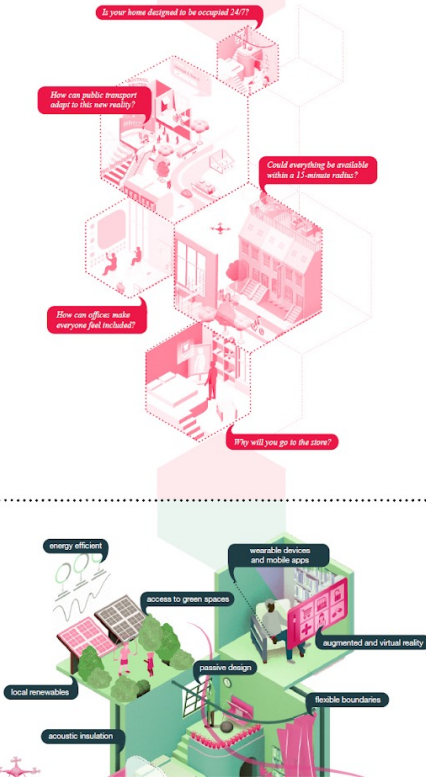 Is your home designed to be occupied 24/7?
How can public transport
adapt to this new reality?
Could everything be available
within a 15-minute radius?
How can offices make
everyone feel included?
Why will you go to the store?
energy efficient
wearable devices
and mobile apps
access to green spaces
augmented and virtual reality
passive design
local renewables
flexible boundaries
acoustic insulation